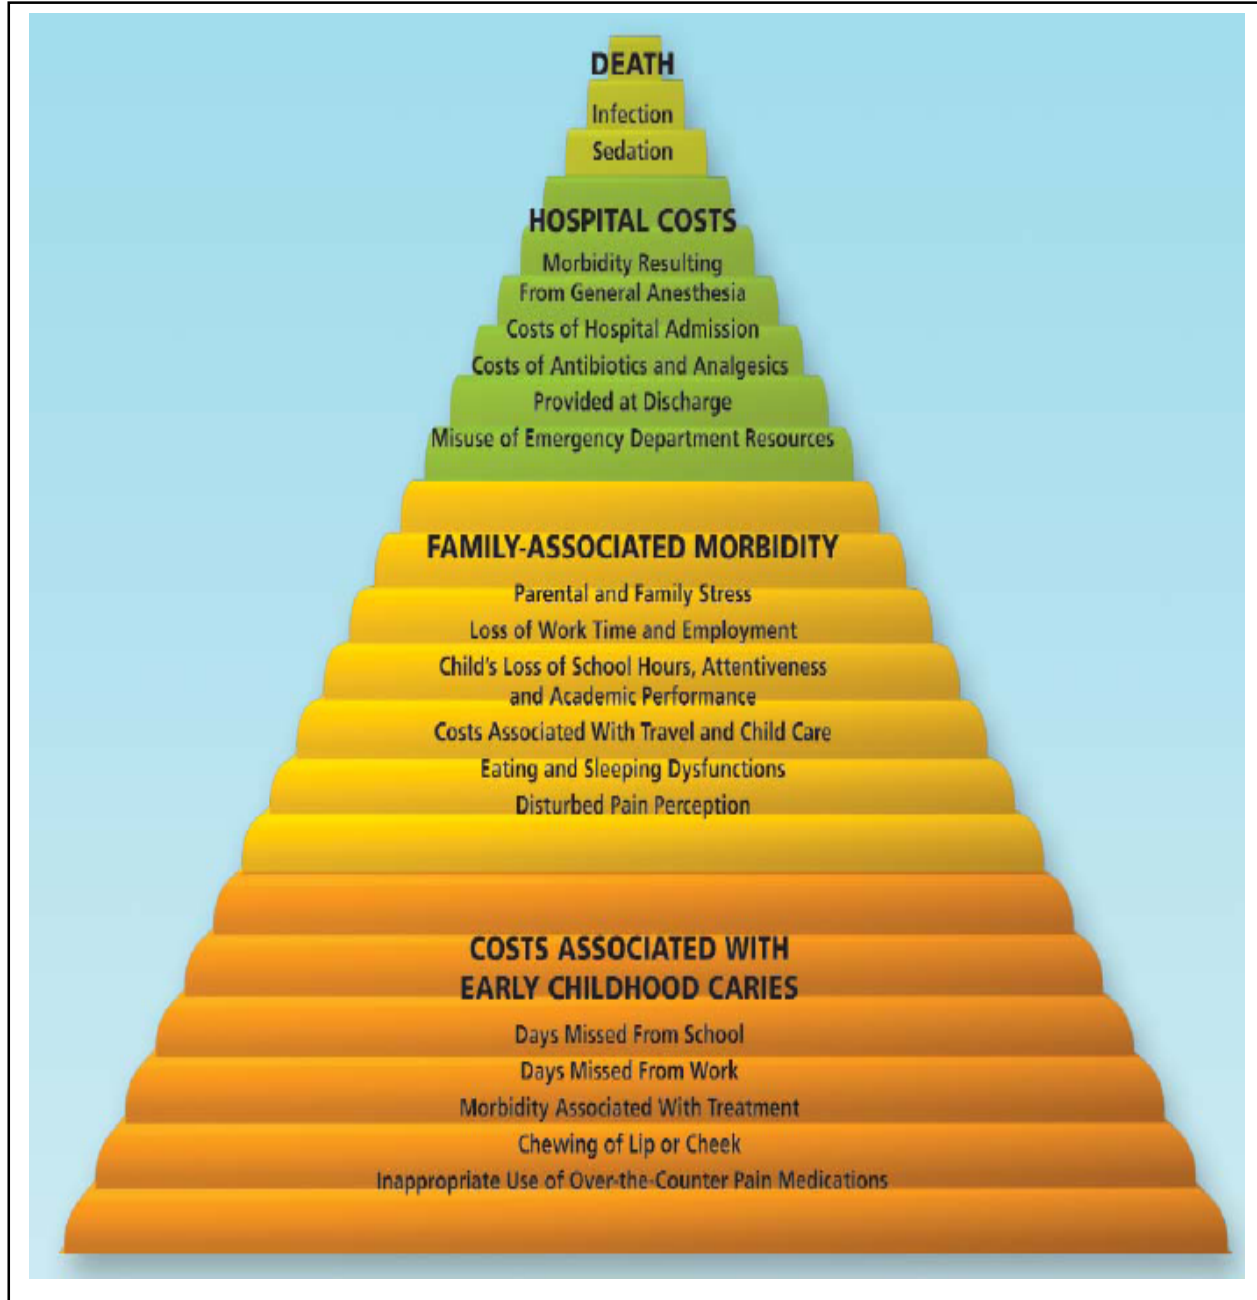 DEATH
Infection
Sedation
HOSPITAL COSTS
Morbidity Resulting
From General Anesthesia
Costs of Hospital Admission
Costs of Antibiotics and Analgesics
Provided at Discharge
Misuse of Emergency Department Resources
FAMILY-ASSOCIATED MORBIDITY
Parental and Family Stress
Loss of Work Time and Employment
Child's Loss of School Hours, Attentiveness
and Academic Performance
Costs Associated With Travel and Child Care
Eating and Sleeping Dysfunctions
Disturbed Pain Perception
COSTS ASSOCIATED WITH
EARLY CHILDHOOD CARIES
Days Missed From School
Days Missed From Work
Morbidity Associated With Treatment
Chewing of Lip or Cheek
Inappropriate Use of Over-the-Counter Pain Medications